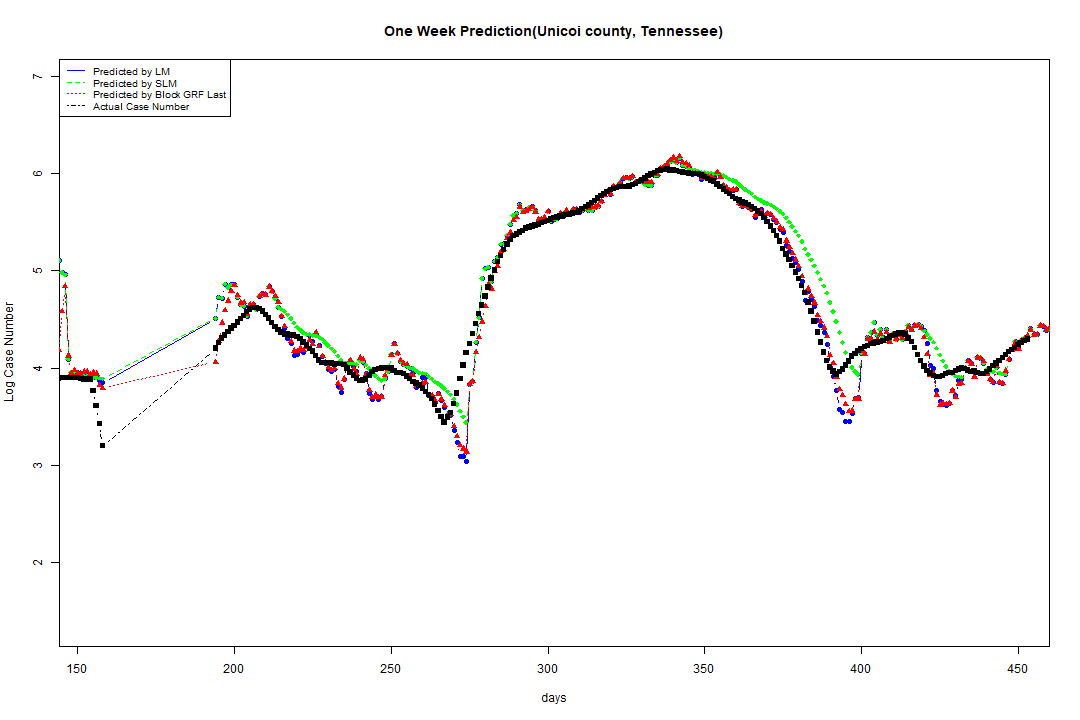 One Week Prediction(Unicoi county, Tennessee)
Predicted by LM
Predicted by SLM
Predicted by Block GRF Last
Actual Case Number
7
6
5
4
3
2
Log Case Number
150 200 250 300 350 400 450
days